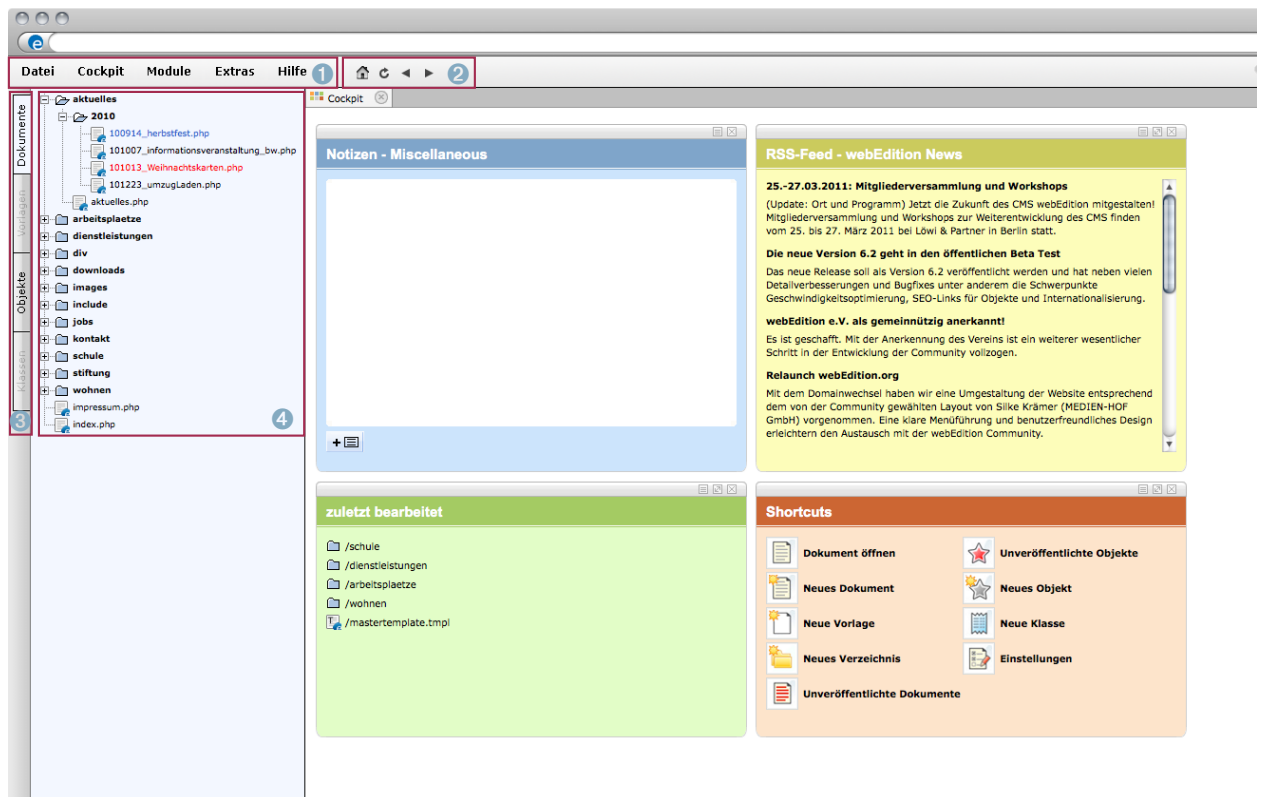 Datei Cockpit Module Extras Hilfe 1 2
Dokumente
Vorlagen
Objekte
Klassen
3
aktuelles
2010
100914_herbstfest.php
101007_informationsveranstaltung_bw.php
101013_Weihnachtskarten.php
101223_umzugLaden.php
aktuelles.php
arbeitsplaetze
dienstleistungen
div
downloads
images
include
jobs
kontakt
schule
stiftung
wohnen
impressum.php
index.php
4
Cockpit
Notizen - Miscellaneous
RSS-Feed - webEdition News
25.-27.03.2011: Mitgliederversammlung und Workshops
(Update: Ort und Programm) Jetzt die Zukunft des CMS webEdition mitgestalten!
Mitgliederversammlung und Workshops zur Weiterentwicklung des CMS finden
vom 25. bis 27. März 2011 bei Löwi & Partner in Berlin statt.
Die neue Version 6.2 geht in den öffentlichen Beta Test
Das neue Release soll als Version 6.2 veröffentlicht werden und hat neben vielen
Detailverbesserungen und Bugfixes unter anderem die Schwerpunkte
Geschwindigkeitsoptimierung, SEO-Links für Objekte und Internationalisierung.
webEdition e.V. als gemeinnützig anerkannt!
Es ist geschafft. Mit der Anerkennung des Vereins ist ein weiterer wesentlicher
Schritt in der Entwicklung der Community vollzogen.
Relaunch webEdition.org
Mit dem Domainwechsel haben wir eine Umgestaltung der Website entsprechend
dem von der Community gewählten Layout von Silke Krämer (MEDIEN-HOF
GmbH) vorgenommen. Eine klare Menüführung und benutzerfreundliches Design
erleichtern den Austausch mit der webEdition Community.
zuletzt bearbeitet
/schule
/dienstleistungen
/arbeitsplaetze
/wohnen
/mastertemplate.tmpl
Shortcuts
Dokument öffnen
Unveröffentlichte Objekte
Neues Dokument
Neues Objekt
Neue Vorlage
Neue Klasse
Neues Verzeichnis
Einstellungen
Unveröffentlichte Dokumente